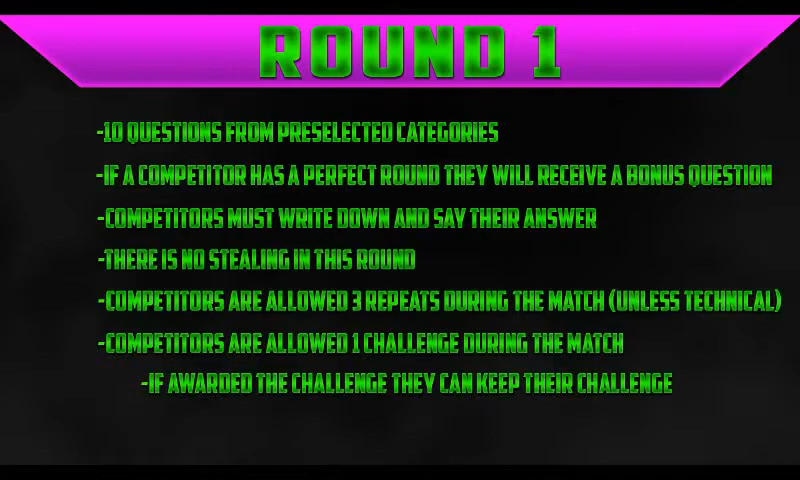 ROUND 1
-10 QUESTIONS FROM PRESELECTED CATEGORIES
-IF A COMPETITOR HAS A PERFECT ROUND THEY WILL RECEIVE A BONUS QUESTION
-COMPETITORS MUST WRITE DOWN AND SAY THEIR ANSWER
-THERE IS NO STEALING IN THIS ROUND
-COMPETITORS ARE ALLOWED 3 REPEATS DURING THE MATCH (UNLESS TECHNICAL)
-COMPETITORS ARE ALLOWED 1 CHALLENGE DURING THE MATCH
-IF AWARDED THE CHALLENGE THEY CAN KEEP THEIR CHALLENGE